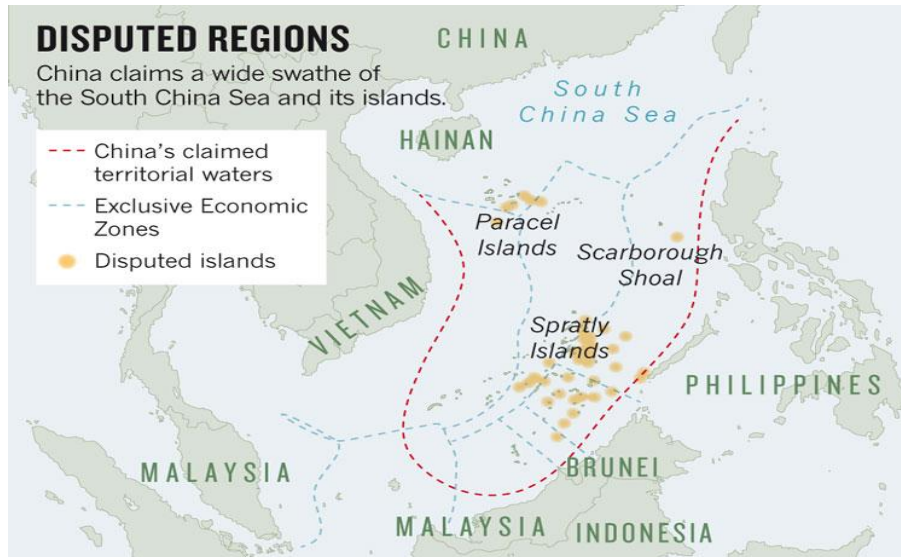 DISPUTED REGIONS
China claims a wide swathe of
the South China Sea and its islands.
China's claimed
territorial waters
Exclusive Economic
Zones
Disputed islands
CHINA
South
China Sea
HAINAN
Paracel
Islands
Scarborough
Shoal
VIETNAM
Spratly
Islands
PHILIPPINES
MALAYSIA
BRUNEI
MALAYSIA
INDONESIA